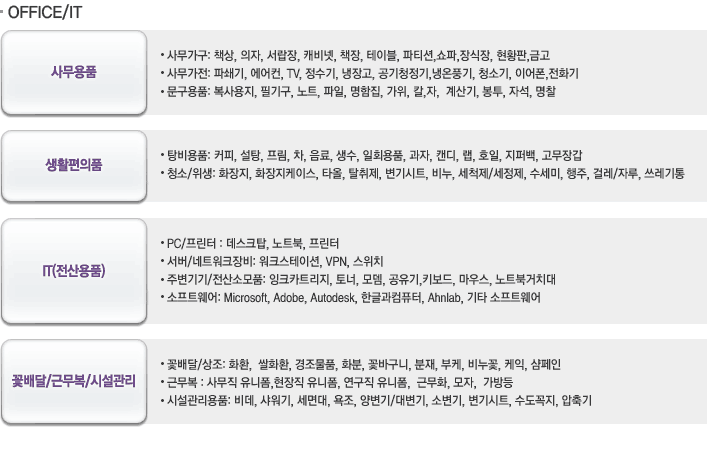 · OFFICE/IT
사무용품
• 사무가구: 책상, 의자, 서랍장, 캐비넷, 책장, 테이블, 파티션,쇼파,장식장, 현황판,금고
• 사무가전: 파쇄기, 에어컨, TV, 정수기, 냉장고, 공기청정기,냉온풍기, 청소기, 이어폰,전화기
• 문구용품: 복사용지, 필기구, 노트, 파일, 명함집, 가위, 칼,자, 계산기, 봉투, 자석, 명찰
생활편의품
• 탕비용품: 커피, 설탕, 프림, 차, 음료, 생수, 일회용품, 과자, 캔디, 랩, 호일, 지퍼백, 고무장갑
• 청소/위생: 화장지, 화장지케이스, 타올, 탈취제, 변기시트, 비누, 세척제/세정제, 수세미, 행주, 걸레/자루, 쓰레기통
IT(전산용품)
• PC/프린터 : 데스크탑, 노트북, 프린터
• 서버/네트워크장비: 워크스테이션, VPN, 스위치
• 주변기기/전산소모품: 잉크카트리지, 토너, 모뎀, 공유기,키보드, 마우스, 노트북거치대
• 소프트웨어: Microsoft, Adobe, Autodesk, 한글과컴퓨터, Ahnlab, 기타 소프트웨어
꽃배달/근무복/시설관리
• 꽃배달/상조: 화환, 쌀화환, 경조물품, 화분, 꽃바구니, 분재, 부케, 비누꽃, 케익, 샴페인
• 근무복 : 사무직 유니폼,현장직 유니폼, 연구직 유니폼, 근무화, 모자, 가방등
• 시설관리용품: 비데, 샤워기, 세면대, 욕조, 양변기/대변기, 소변기, 변기시트, 수도꼭지, 압축기